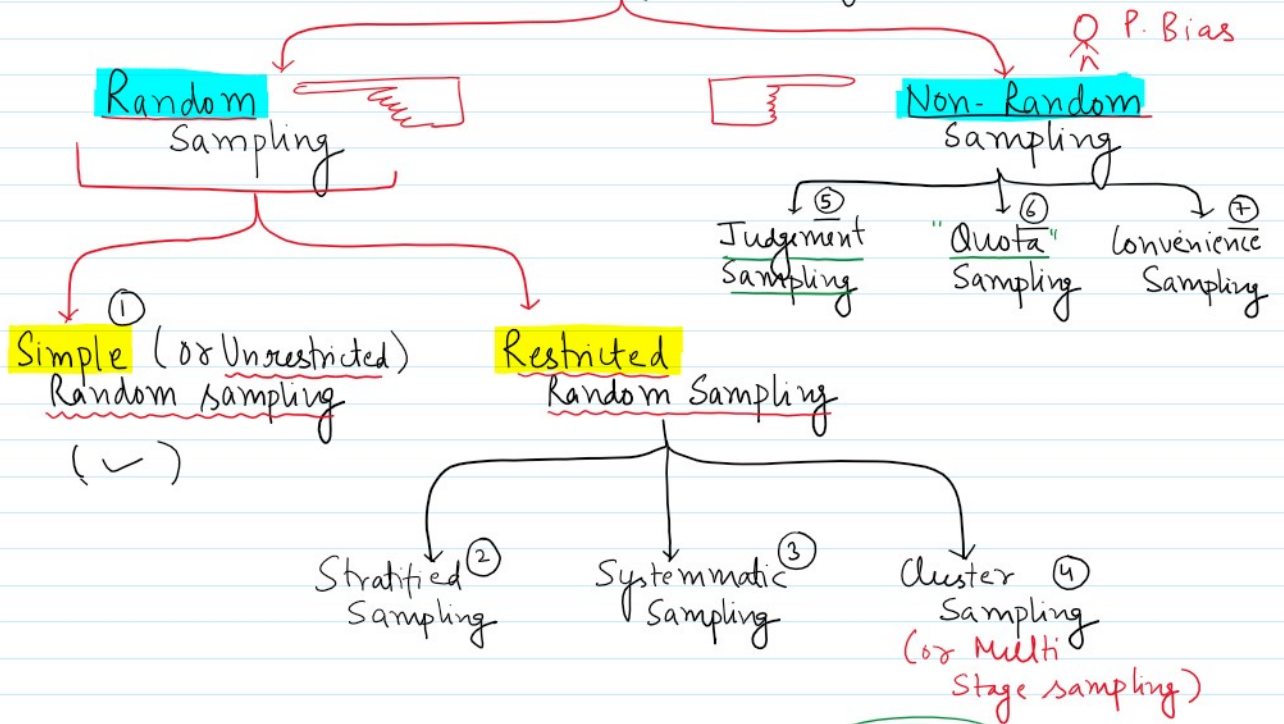 P. Bias
Random
Sampling
Non-Random
Sampling
⑤
Judgement
Sampling
⑥
"Quota"
Sampling
⑦
Convenience
Sampling
①
Simple (or Unrestricted)
Random sampling
(✓)
Restricted
Random Sampling
Stratified ②
Sampling
Systemmatic ③
Sampling
Cluster ④
Sampling
(or Multi
Stage sampling)